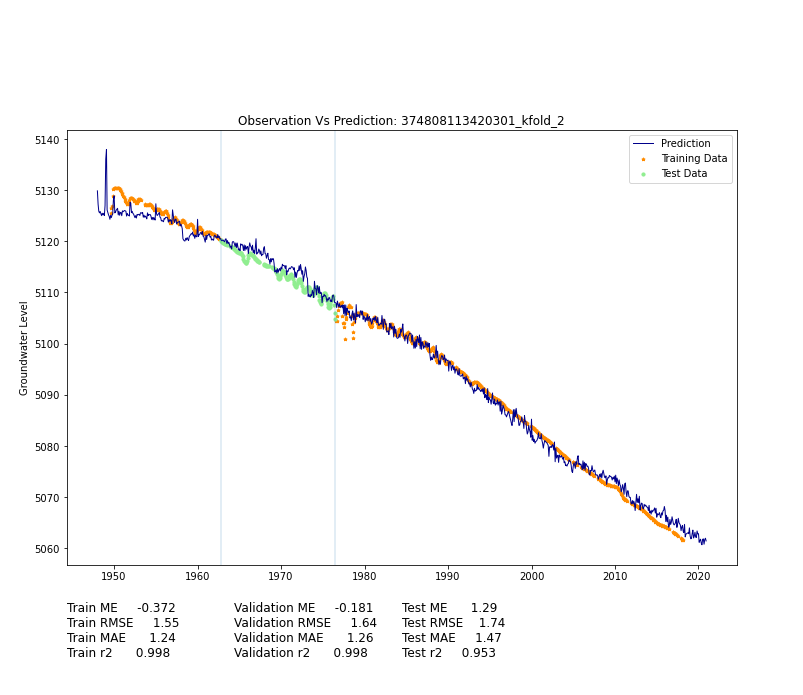 Observation Vs Prediction: 374808113420301_kfold_2
Prediction
Training Data
Test Data
5140
5130
5120
5110
5100
5090
5080
5070
5060
Groundwater Level
1950 1960 1970 1980 1990 2000 2010 2020
Train ME -0.372 Validation ME -0.181 Test ME 1.29
Train RMSE 1.55 Validation RMSE 1.64 Test RMSE 1.74
Train MAE 1.24 Validation MAE 1.26 Test MAE 1.47
Train r2 0.998 Validation r2 0.998 Test r2 0.953